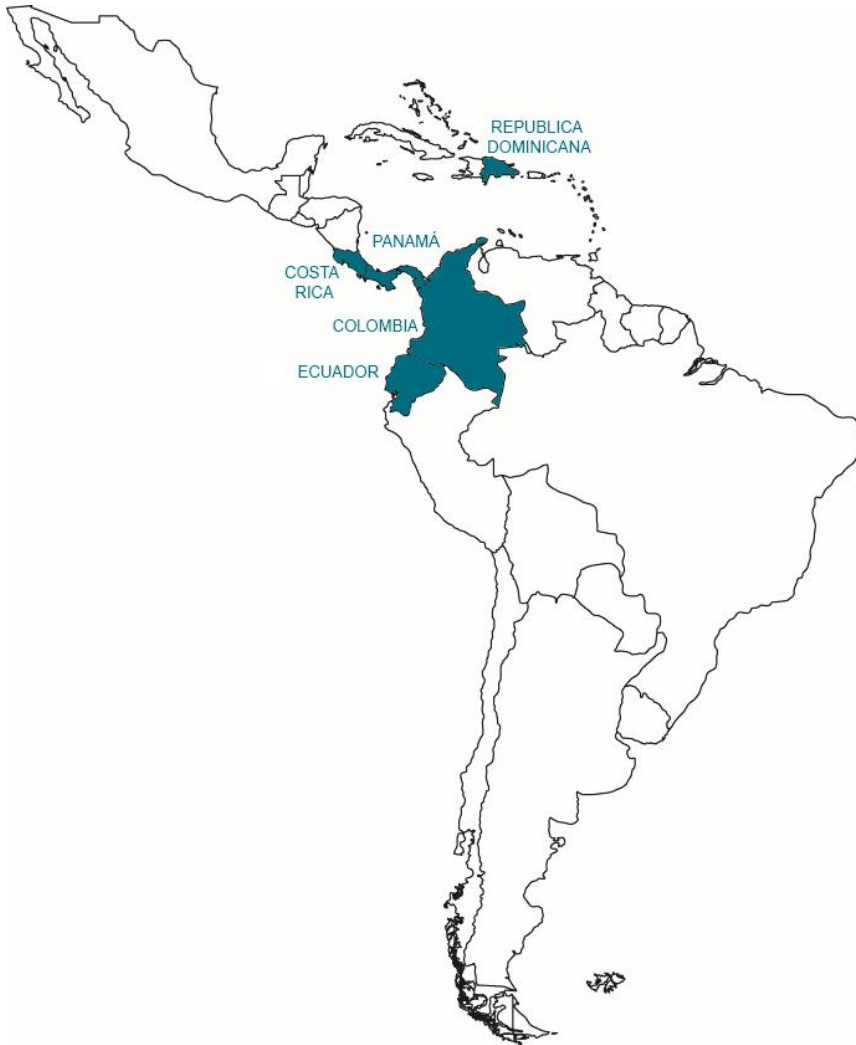 REPUBLICA
DOMINICANA
PANAMÁ
COSTA
RICA
COLOMBIA
ECUADOR